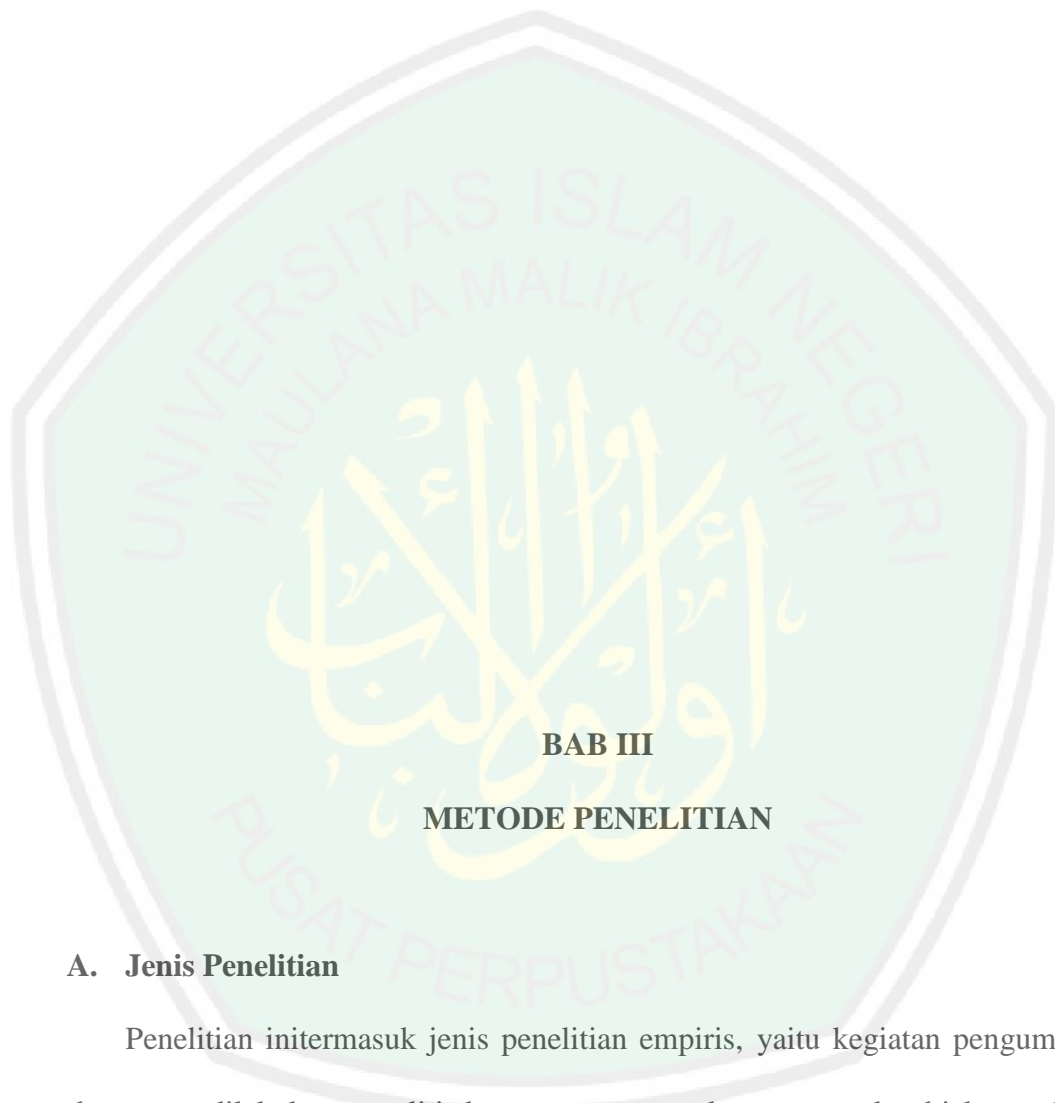 UNIVERSITAS ISLAM NEGERI
MAULANA MALIK IBRAHIM
BAB III
METODE PENELITIAN
PUSAT PERPUSTAKAAN
A. Jenis Penelitian
Penelitian initermasuk jenis penelitian empiris, yaitu kegiatan pengum